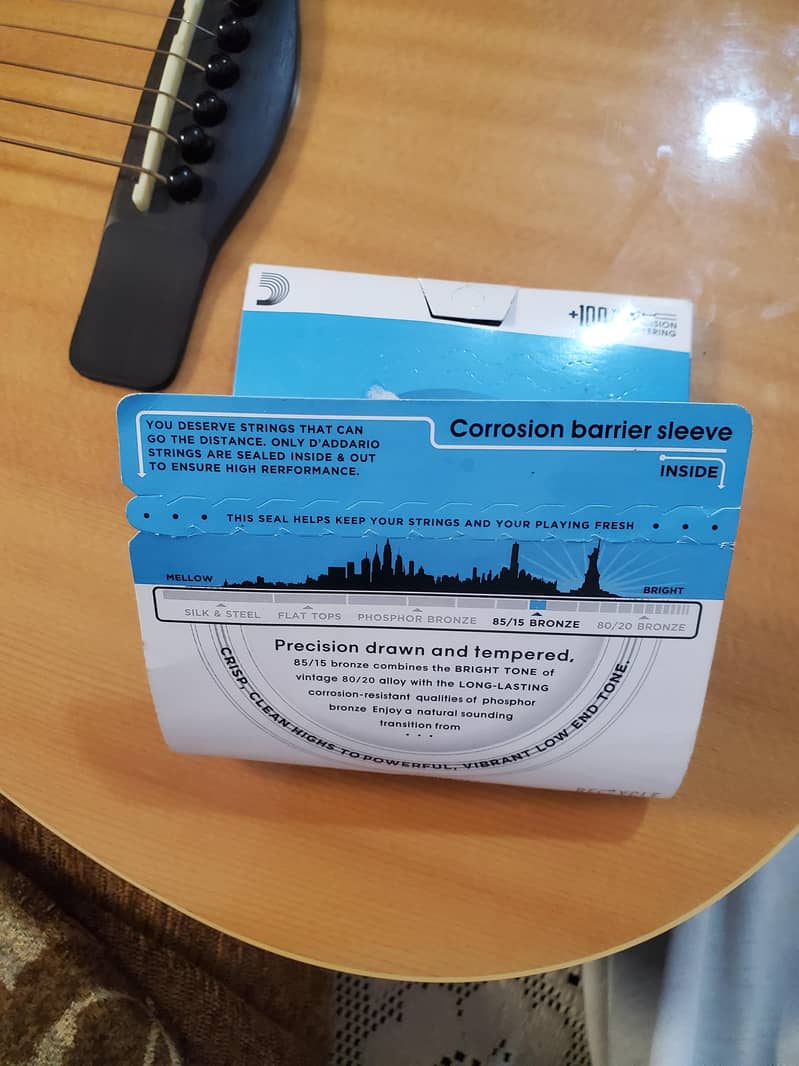 +100%
YOU DESERVE STRINGS THAT CAN
GO THE DISTANCE. ONLY D'ADDARIO
STRINGS ARE SEALED INSIDE & OUT
TO ENSURE HIGH RERFORMANCE.
Corrosion barrier sleeve
INSIDE
THIS SEAL HELPS KEEP YOUR STRINGS AND YOUR PLAYING FRESH
MELLOW
BRIGHT
SILK & STEEL FLAT TOPS PHOSPHOR BRONZE 85/15 BRONZE 80/20 BRONZE
Precision drawn and tempered,
85/15 bronze combines the BRIGHT TONE of
vintage 80/20 alloy with the LONG-LASTING
corrosion-resistant qualities of phosphor
bronze Enjoy a natural sounding
transition from
. . .
CRISP, CLEAN HIGHS TO POWERFUL, VIBRANT LOW END TONE.